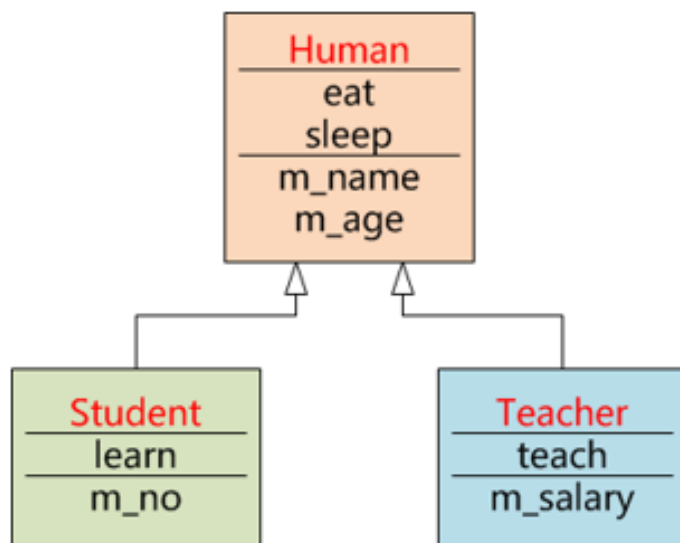 Human
eat
sleep
m_name
m_age
Student
learn
m_no
Teacher
teach
m_salary